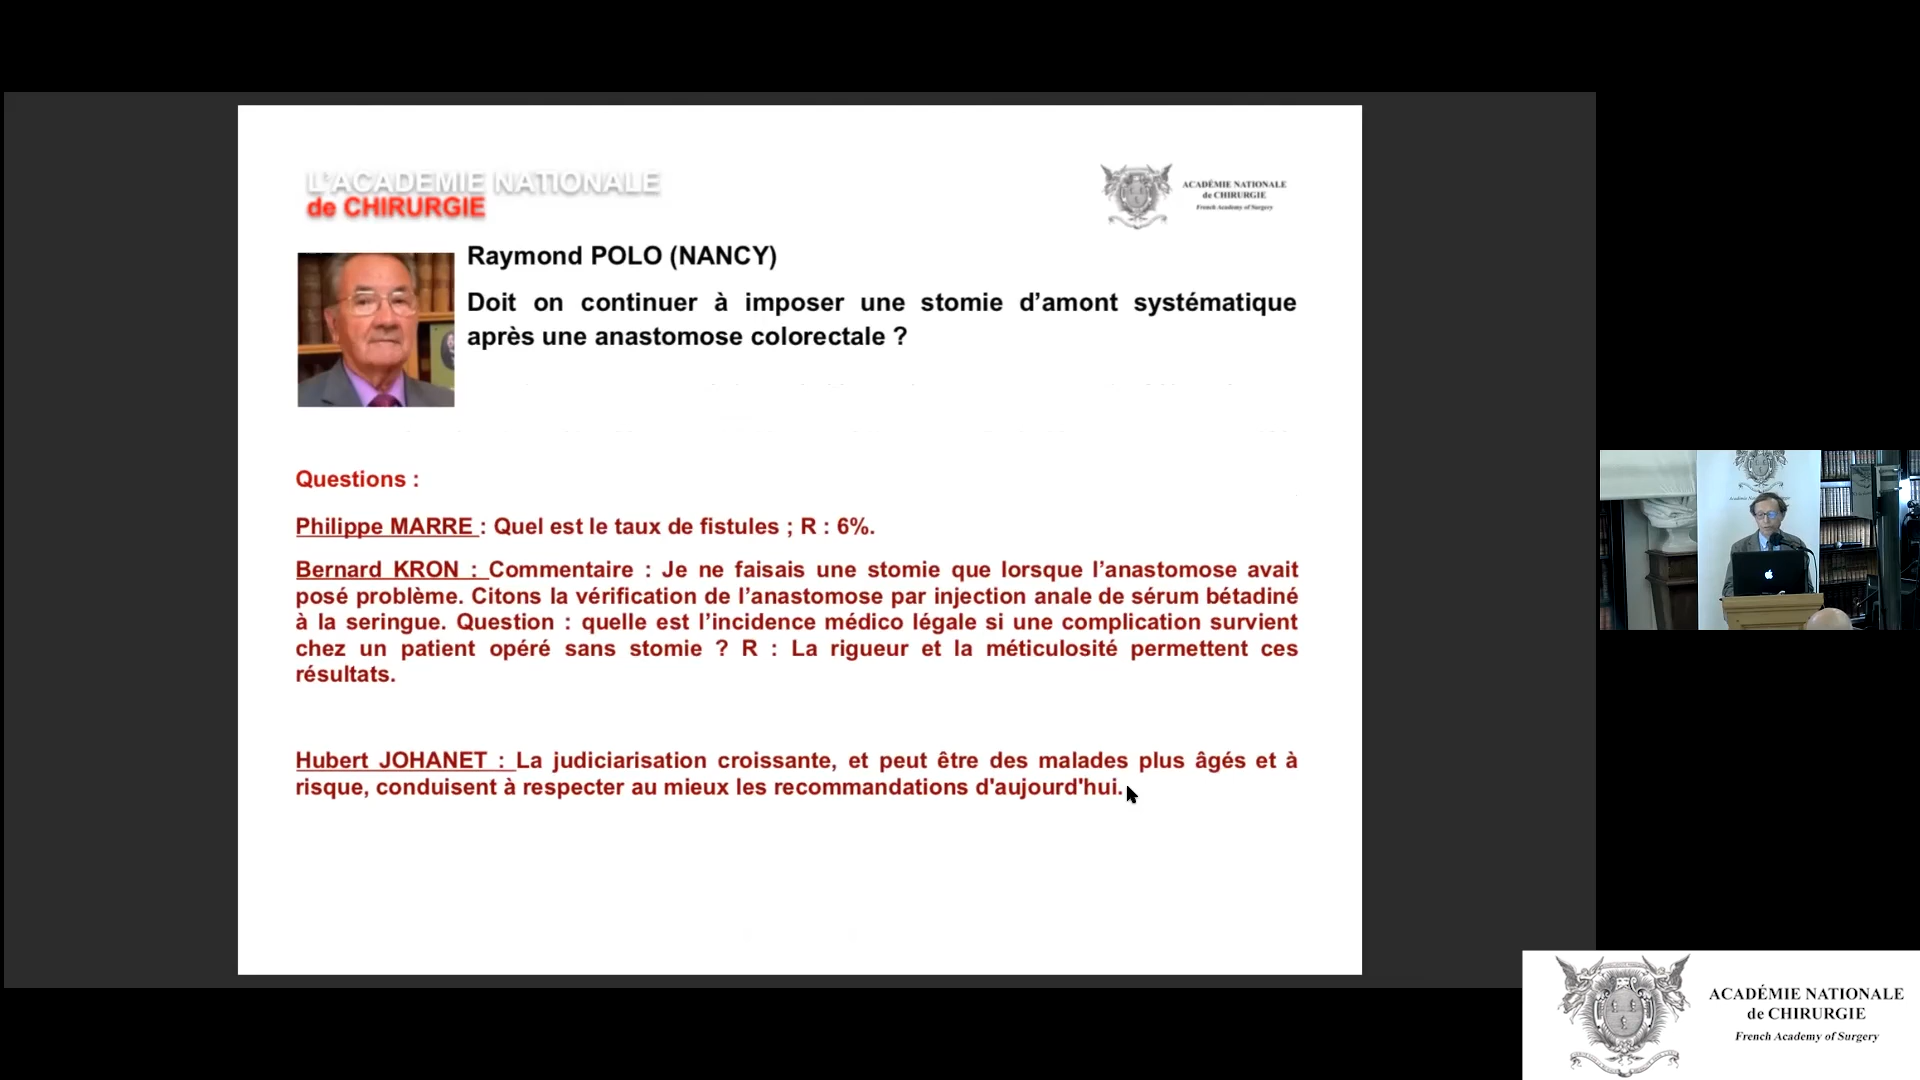 L'ACADEMIE NATIONALE
de CHIRURGIE
ACADÉMIE NATIONALE
de CHIRURGIE
French Academy of Surgery
Raymond POLO (NANCY)
Doit on continuer à imposer une stomie d’amont systématique
après une anastomose colorectale ?
Questions :
Philippe MARRE : Quel est le taux de fistules ; R : 6%.
Bernard KRON : Commentaire : Je ne faisais une stomie que lorsque l’anastomose avait
posé problème. Citons la vérification de l’anastomose par injection anale de sérum bétadiné
à la seringue. Question : quelle est l’incidence médico légale si une complication survient
chez un patient opéré sans stomie ? R : La rigueur et la méticulosité permettent ces
résultats.
Hubert JOHANET : La judiciarisation croissante, et peut être des malades plus âgés et à
risque, conduisent à respecter au mieux les recommandations d'aujourd'hui.
ACADÉMIE NATIONALE
de CHIRURGIE
French Academy of Surgery